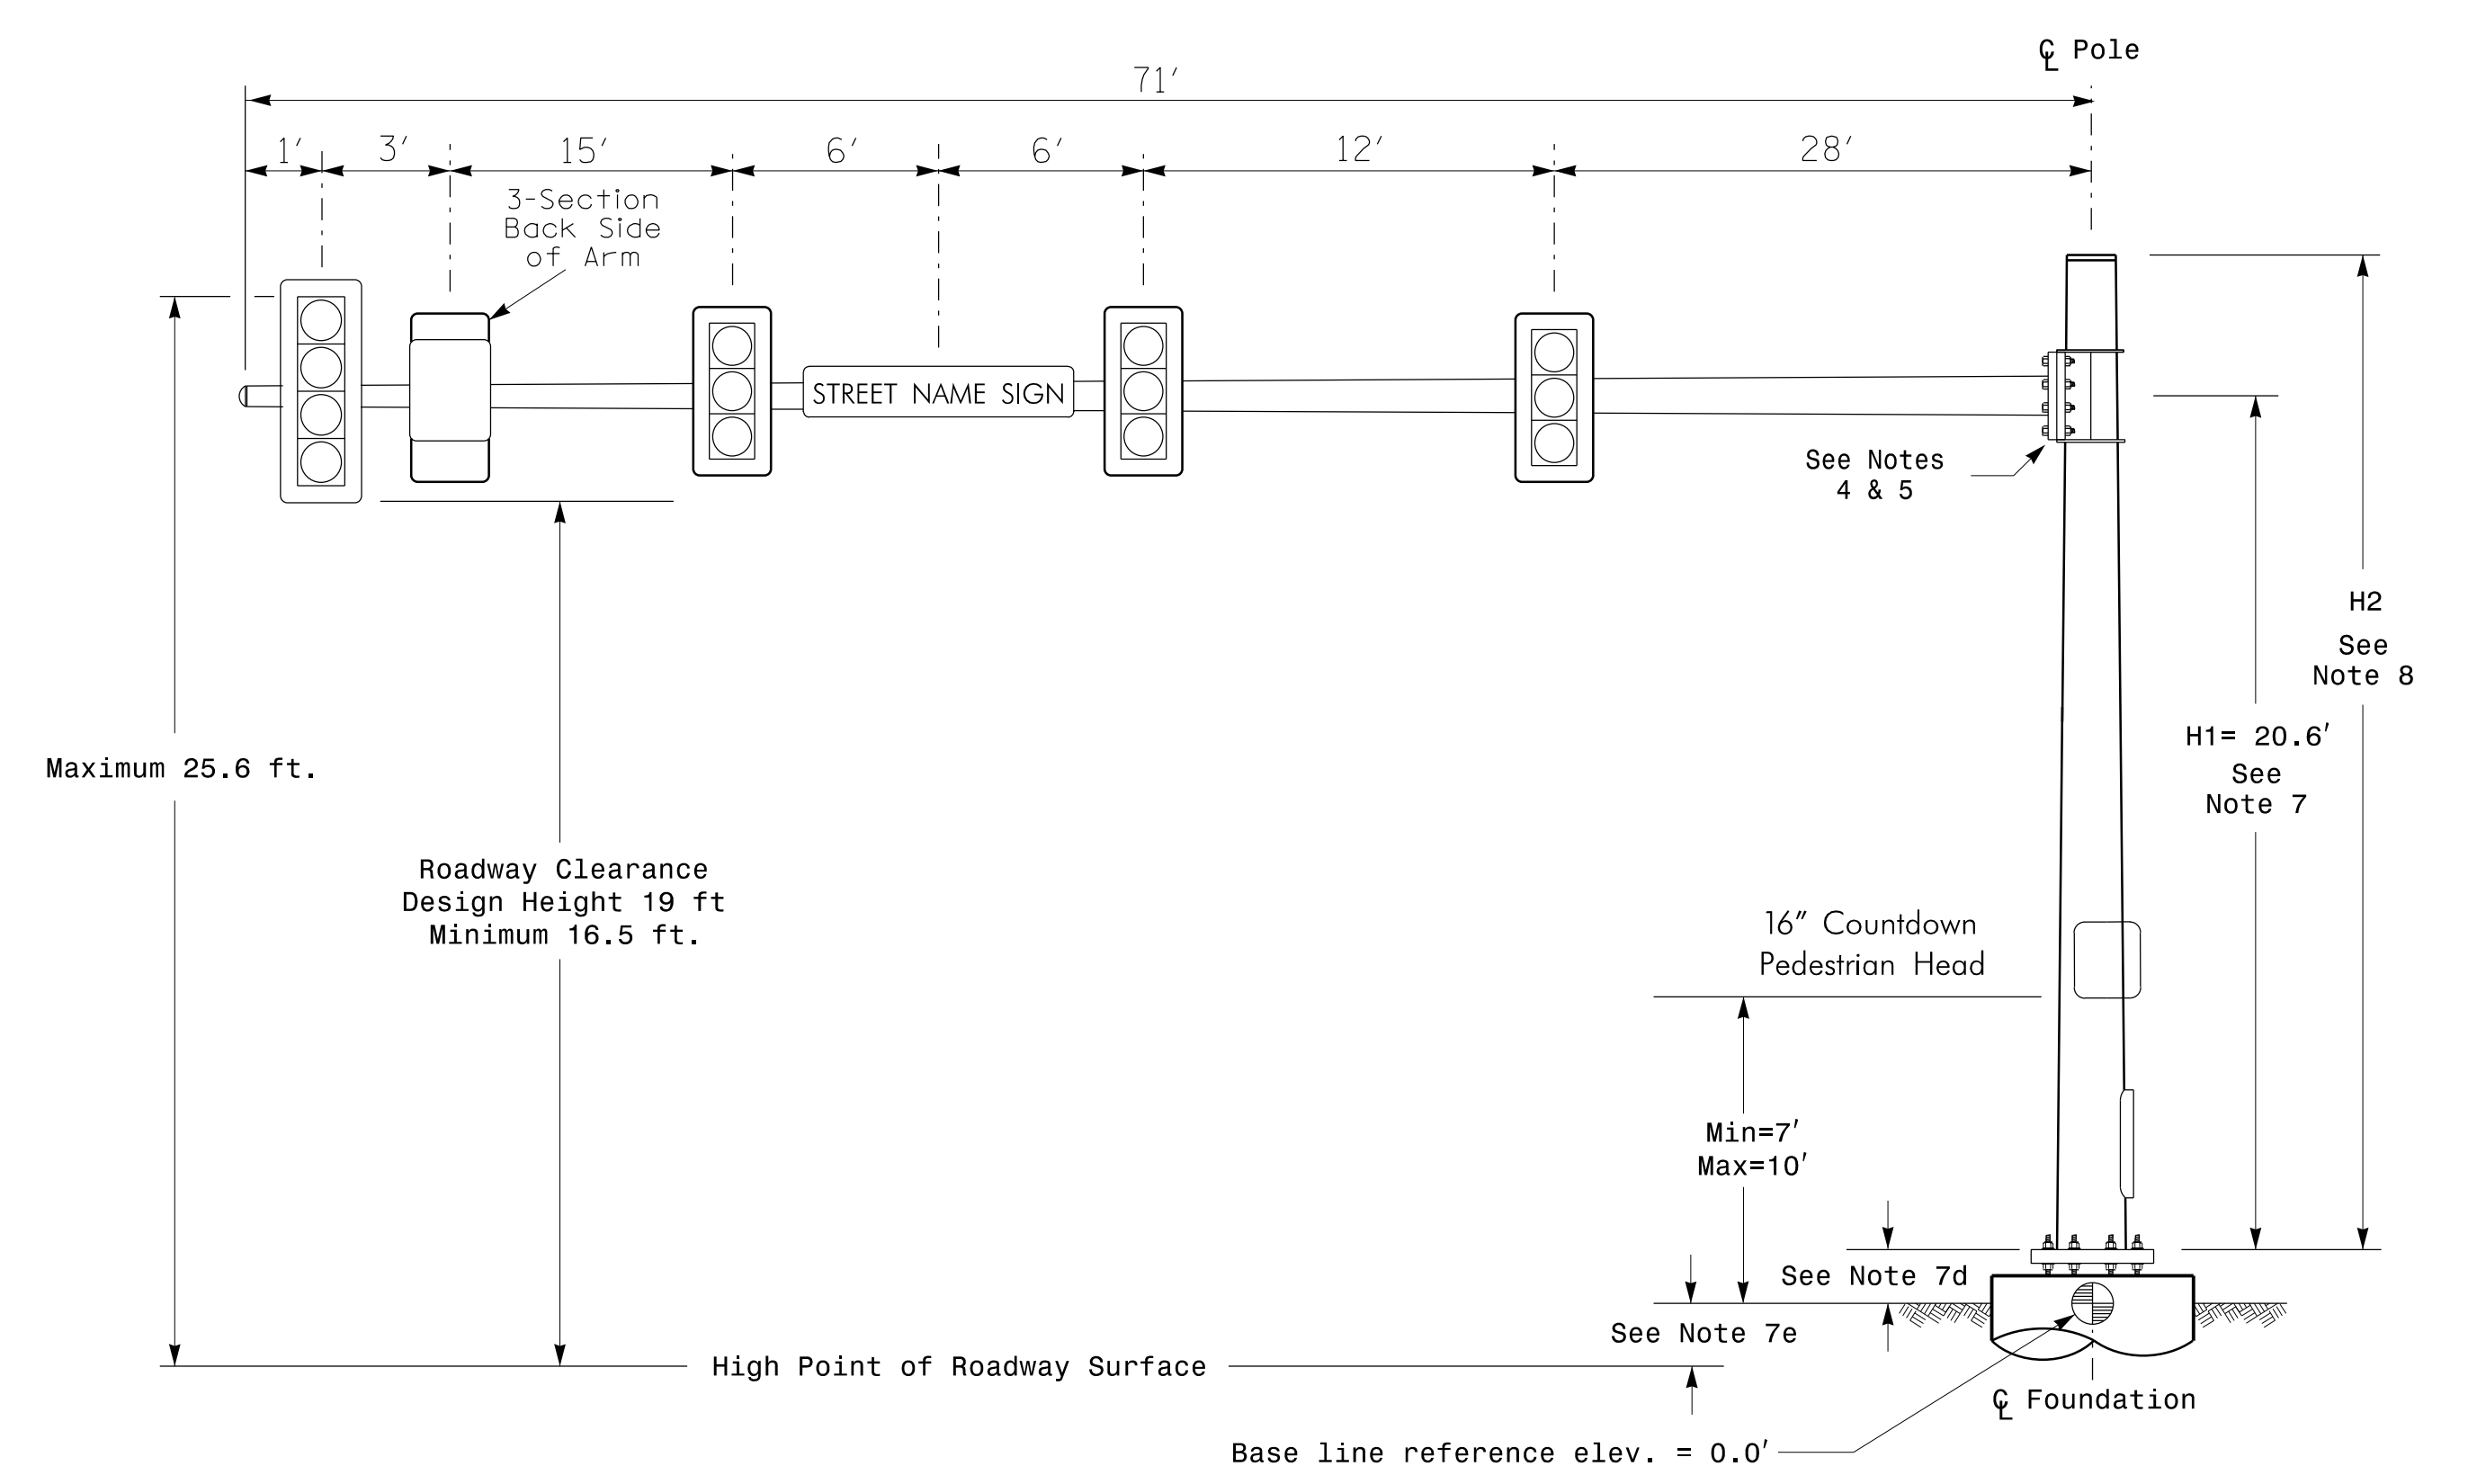 ℄ Pole
71'
1' 3' 15' 6' 6' 12' 28'
3-Section
Back Side
of Arm
STREET NAME SIGN
See Notes
4 & 5
H2
See
Note 8
H1= 20.6'
See
Note 7
Maximum 25.6 ft.
Roadway Clearance
Design Height 19 ft
Minimum 16.5 ft.
16" Countdown
Pedestrian Head
Min=7'
Max=10'
See Note 7d
See Note 7e
High Point of Roadway Surface
℄ Foundation
Base line reference elev. = 0.0'